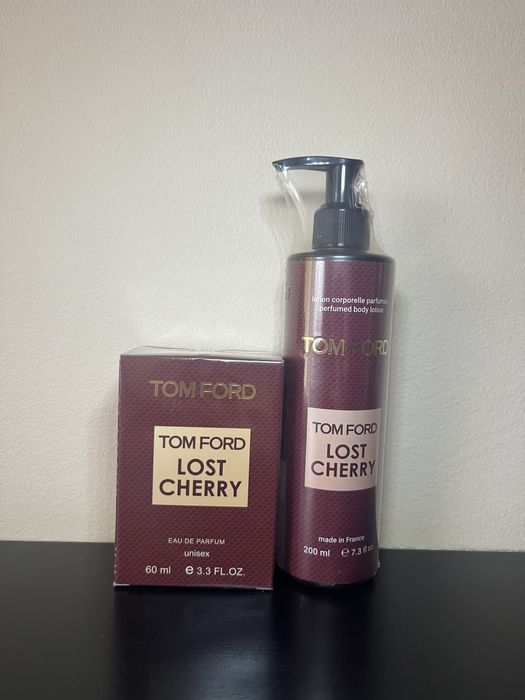 TOM FORD
TOM FORD
LOST
CHERRY
EAU DE PARFUM
unisex
60 ml e 3.3 FL.OZ.
lotion corporelle parfumée
perfumed body lotion
TOM FORD
TOM FORD
LOST
CHERRY
made in France
200 ml e 7.3 fl oz